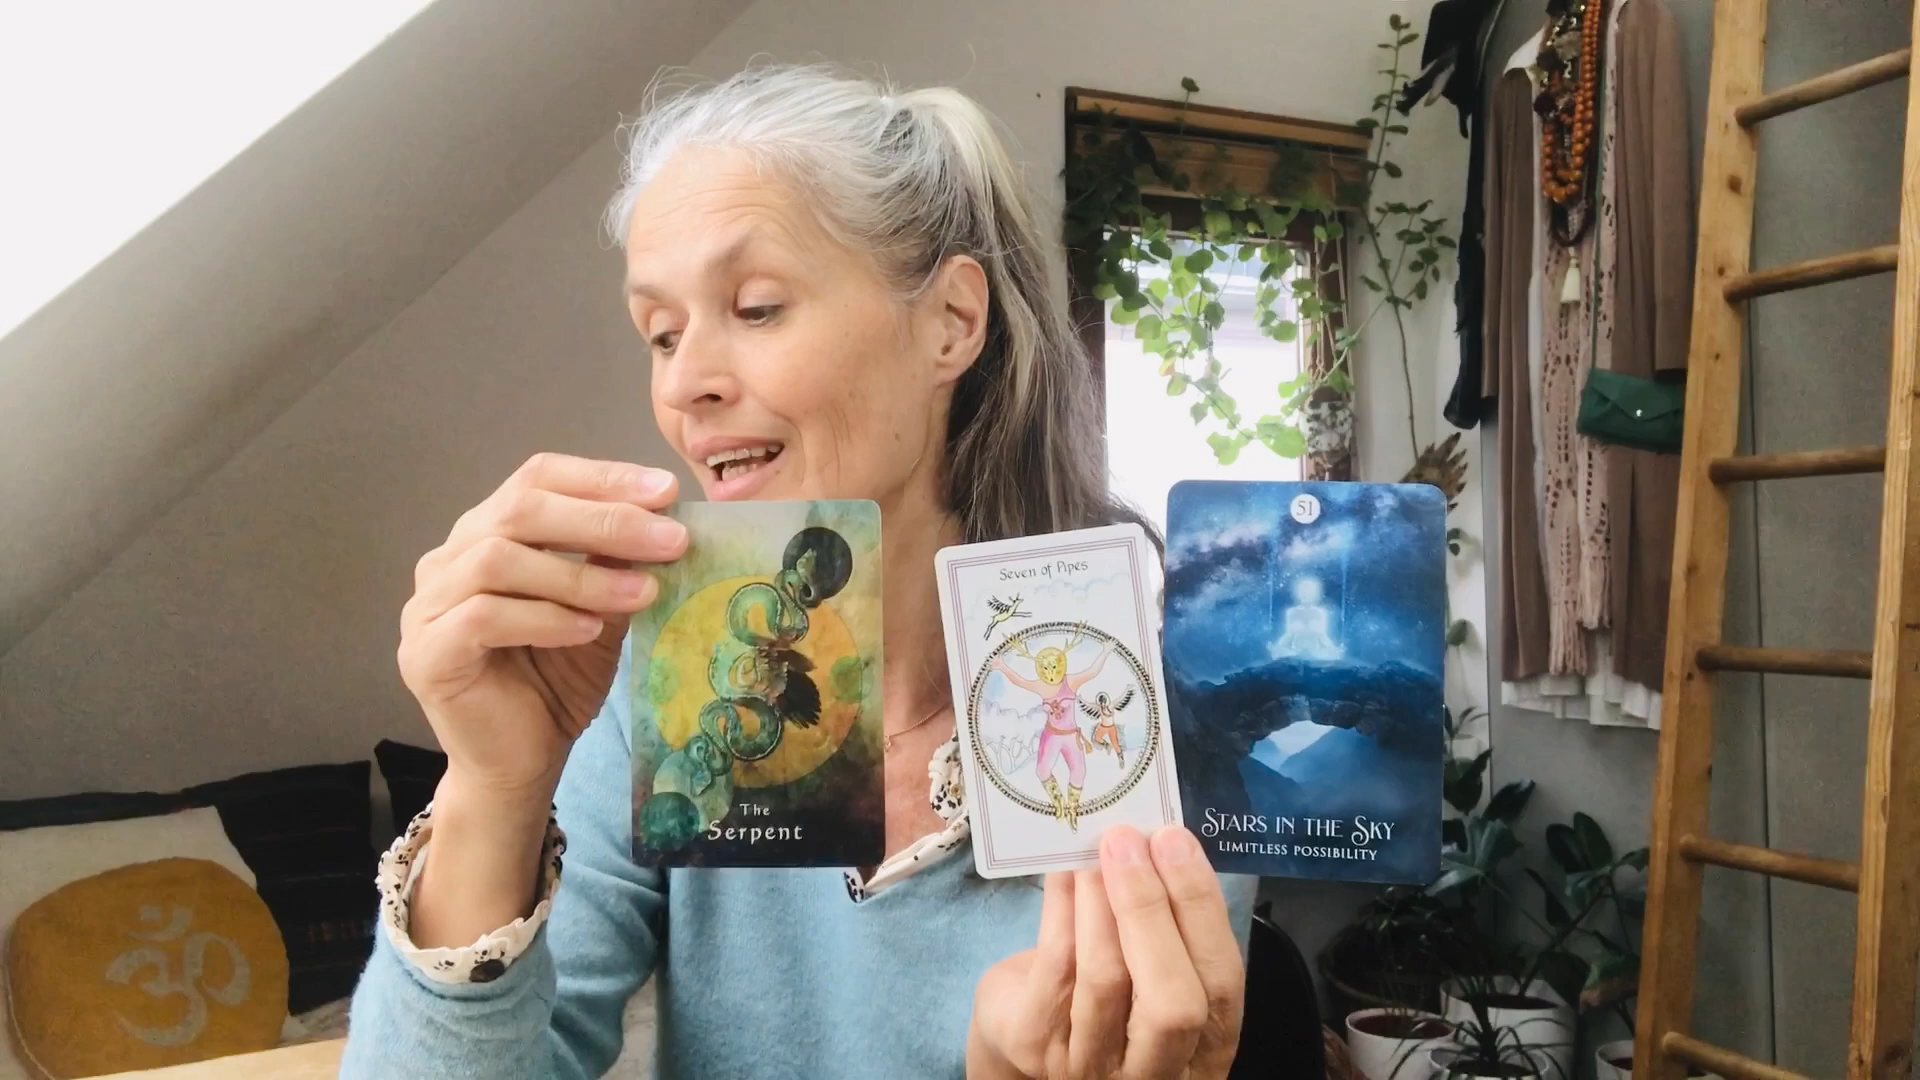 The
Serpent
Seven of Pipes
51
STARS IN THE SKY
LIMITLESS POSSIBILITY
ॐ